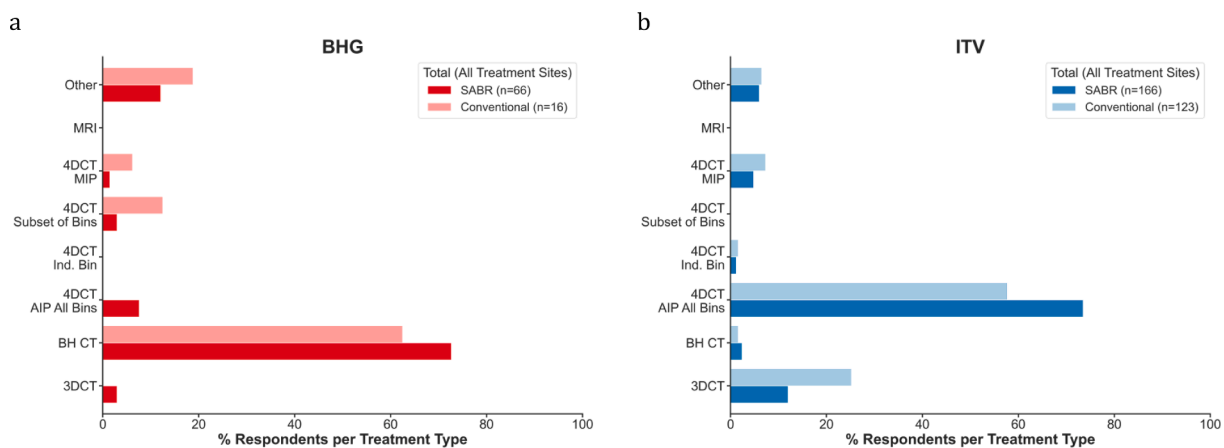 a
BHG
Total (All Treatment Sites)
SABR (n=66)
Conventional (n=16)
Other
MRI
4DCT
MIP
4DCT
Subset of Bins
4DCT
Ind. Bin
4DCT
AIP All Bins
BH CT
3DCT
0 20 40 60 80 100
% Respondents per Treatment Type
b
ITV
Total (All Treatment Sites)
SABR (n=166)
Conventional (n=123)
Other
MRI
4DCT
MIP
4DCT
Subset of Bins
4DCT
Ind. Bin
4DCT
AIP All Bins
BH CT
3DCT
0 20 40 60 80 100
% Respondents per Treatment Type